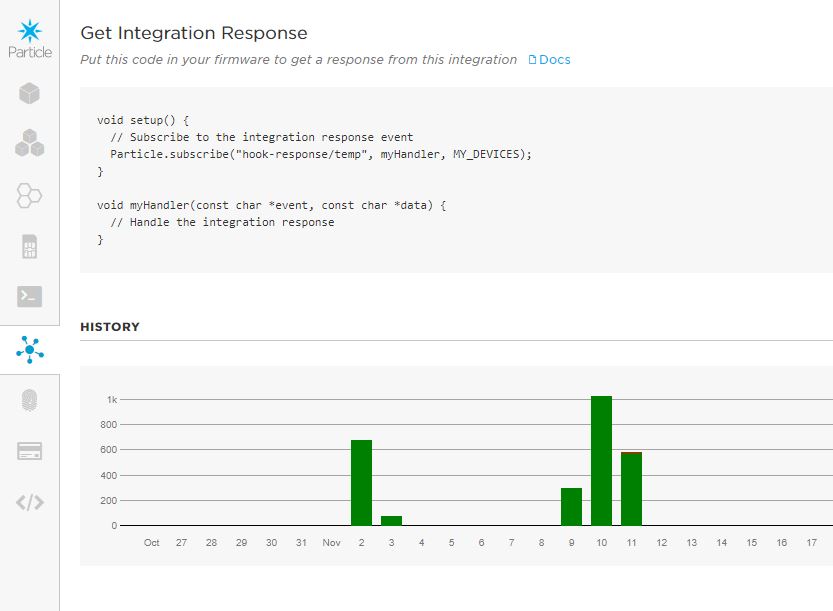 Particle
Get Integration Response
Put this code in your firmware to get a response from this integration Docs
void setup() {
// Subscribe to the integration response event
Particle.subscribe("hook-response/temp", myHandler, MY_DEVICES);
}
void myHandler(const char *event, const char *data) {
// Handle the integration response
}
HISTORY
1k
800
600
400
200
0
Oct 27 28 29 30 31 Nov 2 3 4 5 6 7 8 9 10 11 12 13 14 15 16 17